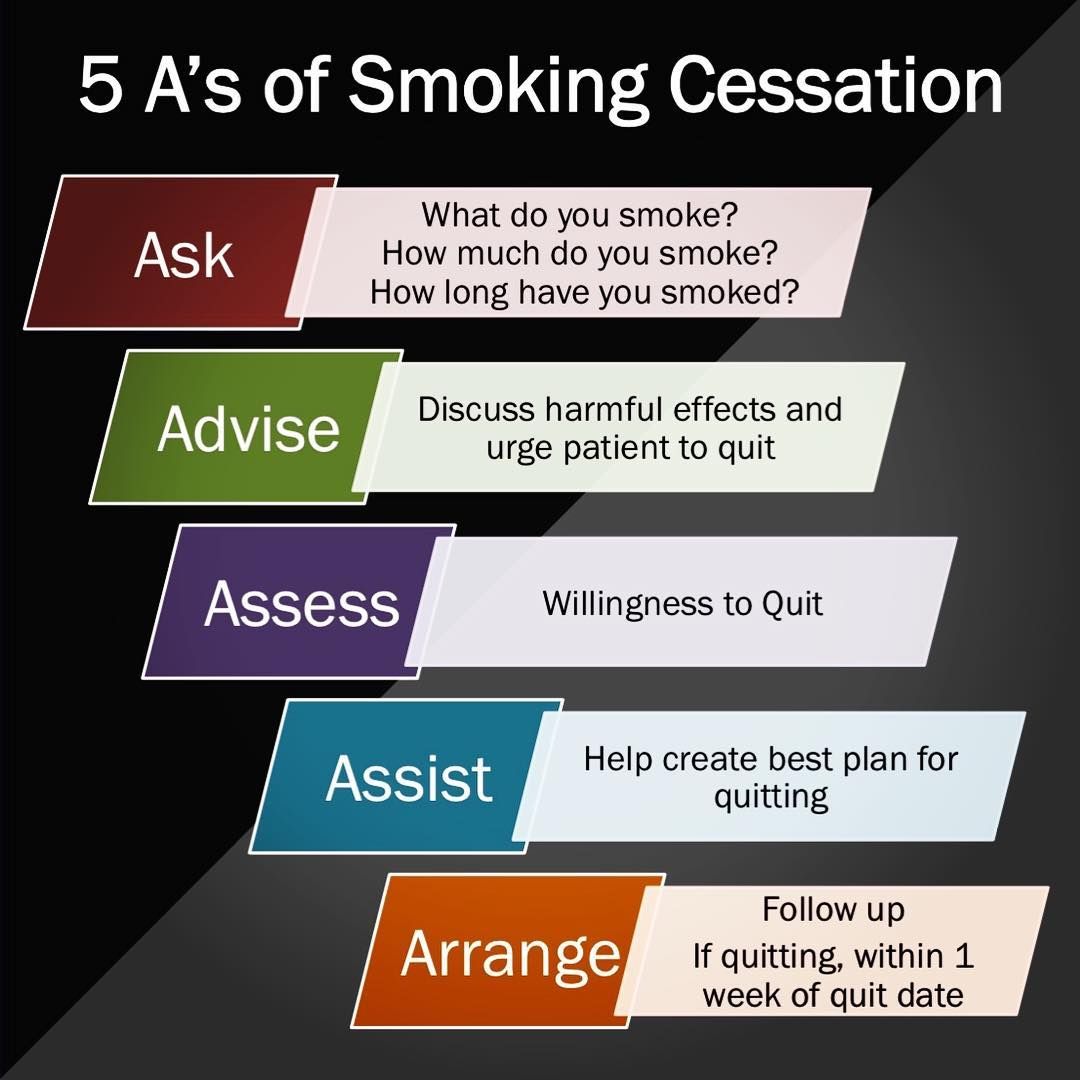 5 A’s of Smoking Cessation
Ask
What do you smoke?
How much do you smoke?
How long have you smoked?
Advise
Discuss harmful effects and
urge patient to quit
Assess
Willingness to Quit
Assist
Help create best plan for
quitting
Arrange
Follow up
If quitting, within 1
week of quit date